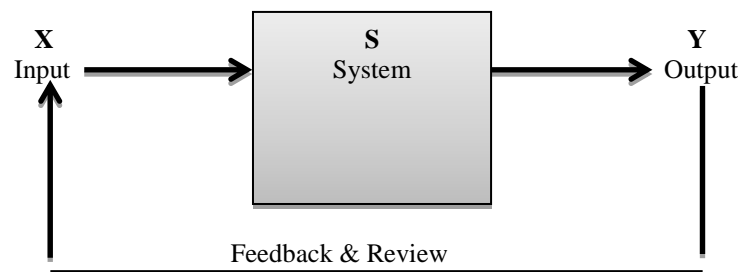 X
Input
S
System
Y
Output
Feedback & Review